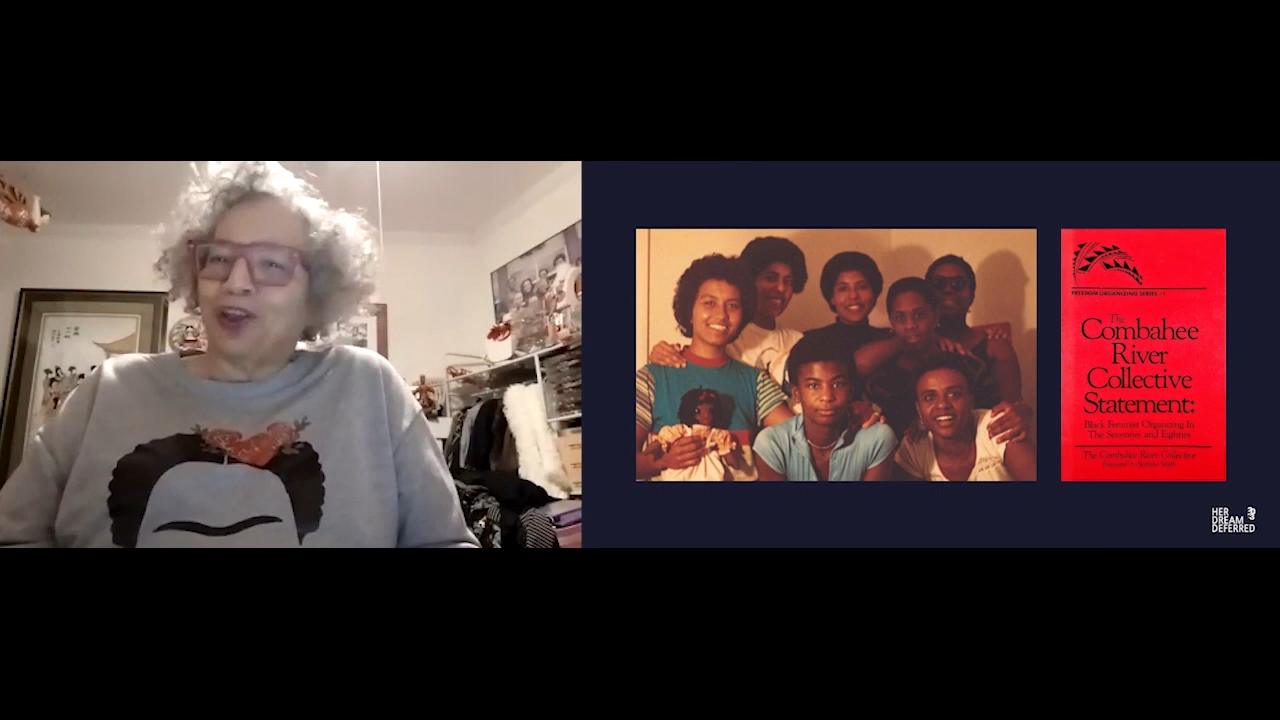 FREEDOM ORGANIZING SERIES
The
Combahee
River
Collective
Statement:
Black Feminist Organizing In
The Seventies and Eighties
The Combahee River Collective
HER
DREAM
DEFERRED